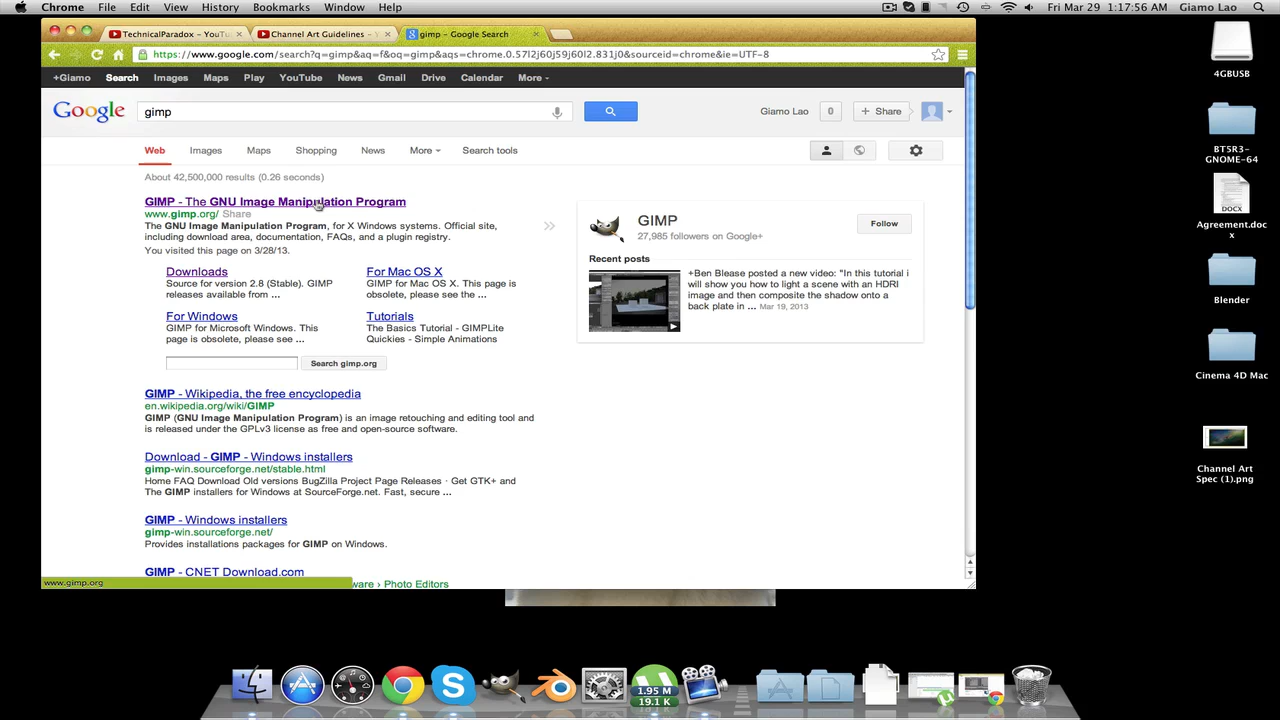 Chrome File Edit View History Bookmarks Window Help
Fri Mar 29 1:17:56 AM Giamo Lao
TechnicalParadox - YouTu
Channel Art Guidelines - Y
gimp - Google Search
https://www.google.com/search?q=gimp&aq=f&oq=gimp&aqs=chrome.0.57l2j60j59j60l2.831j0&sourceid=chrome&ie=UTF-8
+Giamo Search Images Maps Play YouTube News Gmail Drive Calendar More
Google
gimp
Giamo Lao
0
+ Share
Web Images Maps Shopping News More Search tools
About 42,500,000 results (0.26 seconds)
GIMP - The GNU Image Manipulation Program
www.gimp.org/ Share
The GNU Image Manipulation Program, for X Windows systems. Official site,
including download area, documentation, FAQs, and a plugin registry.
You visited this page on 3/28/13.
Downloads
Source for version 2.8 (Stable). GIMP
releases available from ...
For Mac OS X
GIMP for Mac OS X. This page is
obsolete, please see the ...
For Windows
GIMP for Microsoft Windows. This
page is obsolete, please see ...
Tutorials
The Basics Tutorial - GIMPLite
Quickies - Simple Animations
Search gimp.org
GIMP - Wikipedia, the free encyclopedia
en.wikipedia.org/wiki/GIMP
GIMP (GNU Image Manipulation Program) is an image retouching and editing tool and
is released under the GPLv3 license as free and open-source software.
Download - GIMP - Windows installers
gimp-win.sourceforge.net/stable.html
Home FAQ Download Old versions BugZilla Project Page Releases · Get GTK+ and
The GIMP installers for Windows at SourceForge.net. Fast, secure ...
GIMP - Windows installers
gimp-win.sourceforge.net/
Provides installations packages for GIMP on Windows.
GIMP - CNET Download.com
ware › Photo Editors
www.gimp.org
GIMP
27,985 followers on Google+
Follow
Recent posts
+Ben Blease posted a new video: "In this tutorial i
will show you how to light a scene with an HDRI
image and then composite the shadow onto a
back plate in ... Mar 19, 2013
4GBUSB
BT5R3-
GNOME-64
DOCX
Agreement.doc
x
Blender
Cinema 4D Mac
Channel Art
Spec (1).png
1.95 M
19.1 K